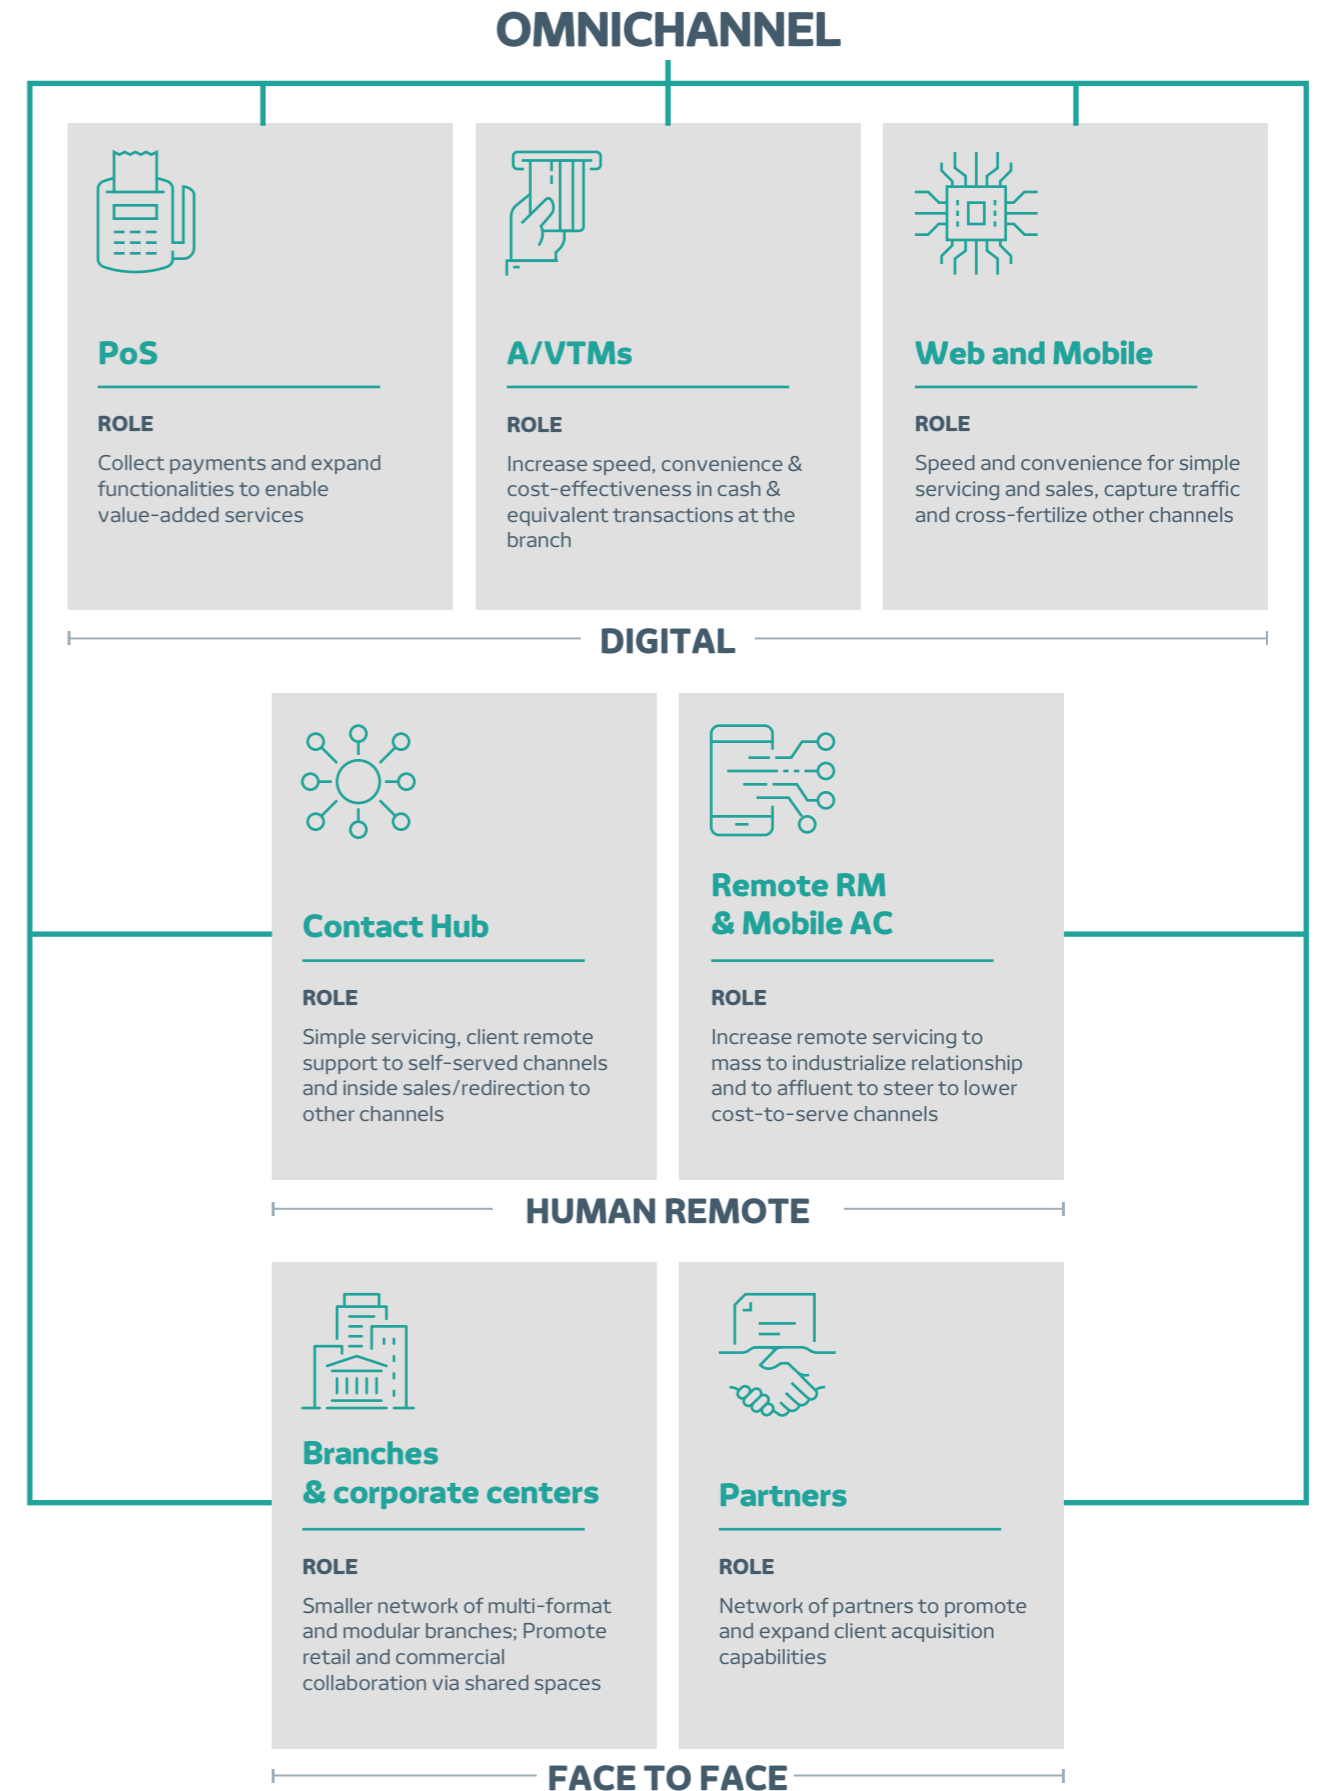 OMNICHANNEL
PoS
ROLE
Collect payments and expand
functionalities to enable
value-added services
A/VTMs
ROLE
Increase speed, convenience &
cost-effectiveness in cash &
equivalent transactions at the
branch
Web and Mobile
ROLE
Speed and convenience for simple
servicing and sales, capture traffic
and cross-fertilize other channels
DIGITAL
Contact Hub
ROLE
Simple servicing, client remote
support to self-served channels
and inside sales/redirection to
other channels
Remote RM
& Mobile AC
ROLE
Increase remote servicing to
mass to industrialize relationship
and to affluent to steer to lower
cost-to-serve channels
HUMAN REMOTE
Branches
& corporate centers
ROLE
Smaller network of multi-format
and modular branches; Promote
retail and commercial
collaboration via shared spaces
Partners
ROLE
Network of partners to promote
and expand client acquisition
capabilities
FACE TO FACE